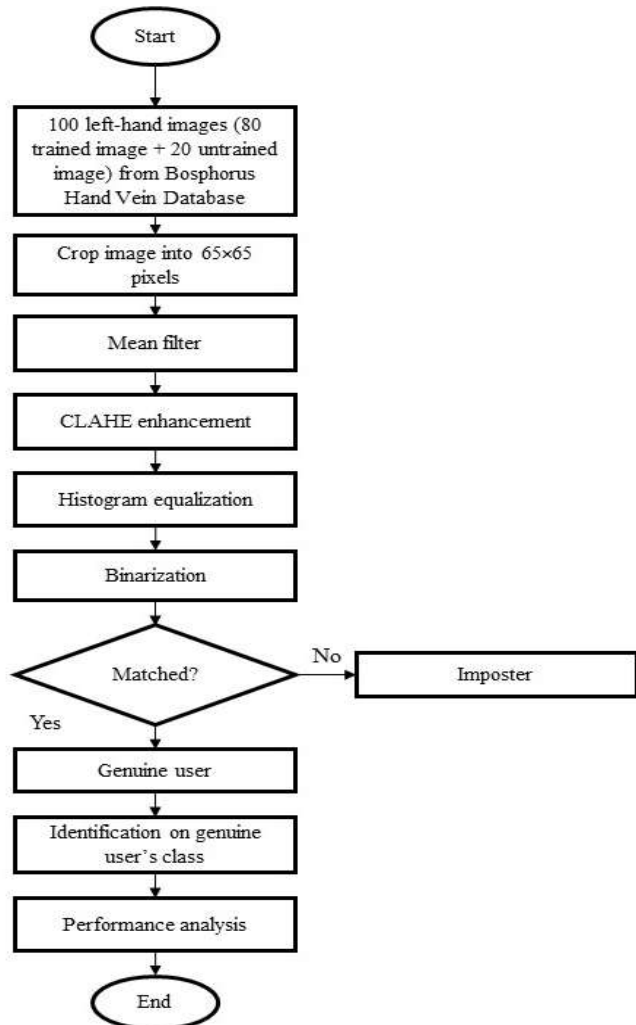 Start
100 left-hand images (80
trained image + 20 untrained
image) from Bosphorus
Hand Vein Database
Crop image into 65×65
pixels
Mean filter
CLAHE enhancement
Histogram equalization
Binarization
Matched?
No
Imposter
Yes
Genuine user
Identification on genuine
user’s class
Performance analysis
End